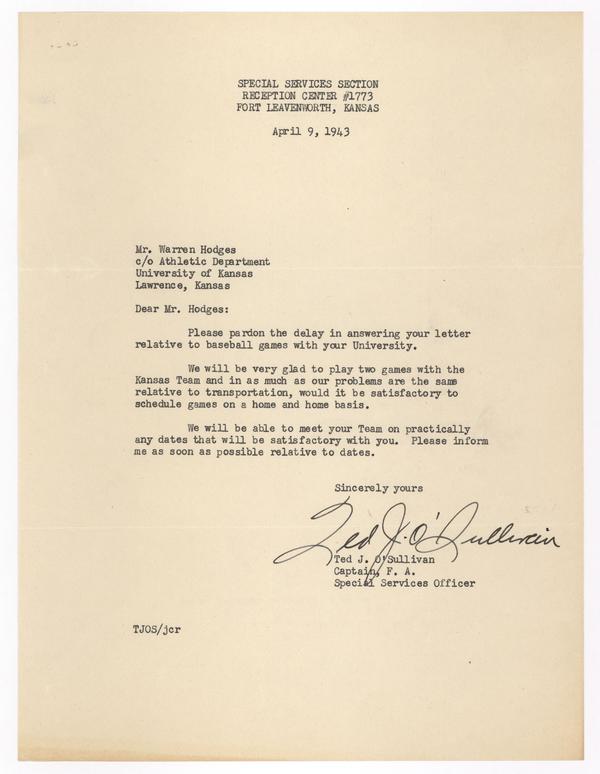 SPECIAL SERVICES SECTION
RECEPTION CENTER #1773
FORT LEAVENWORTH, KANSAS
April 9, 1943
Mr. Warren Hodges
c/o Athletic Department
University of Kansas
Lawrence, Kansas
Dear Mr. Hodges:
Please pardon the delay in answering your letter
relative to baseball games with your University.
We will be very glad to play two games with the
Kansas Team and in as much as our problems are the same
relative to transportation, would it be satisfactory to
schedule games on a home and home basis.
We will be able to meet your Team on practically
any dates that will be satisfactory with you. Please inform
me as soon as possible relative to dates.
Sincerely yours
Ted J. O'Sullivan
Ted J. O'Sullivan
Captain, F. A.
Special Services Officer
TJOS/jcr